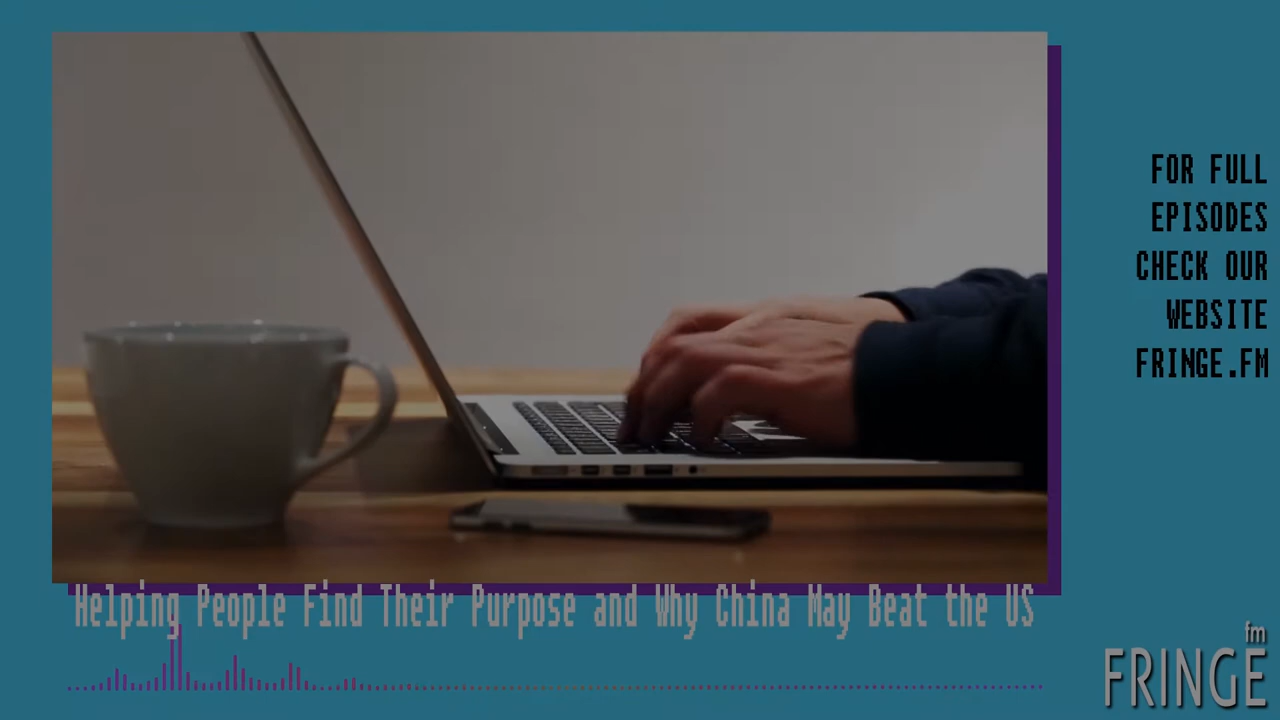 FOR FULL
EPISODES
CHECK OUR
WEBSITE
FRINGE.FM
Helping People Find Their Purpose and Why China May Beat the US
fm
FRINGE